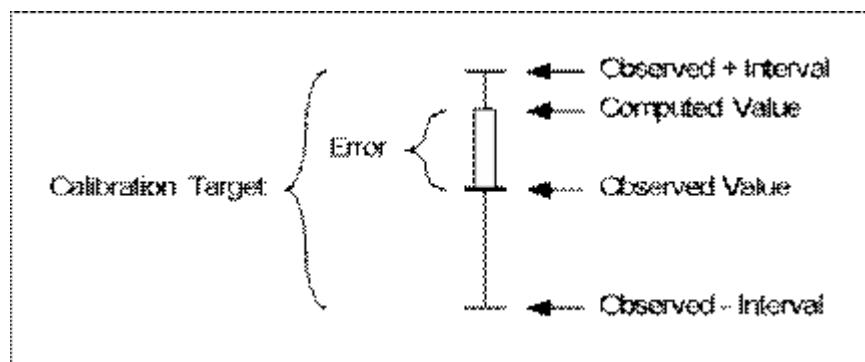 Observed + Interval
Computed Value
Error
Calibration Target
Observed Value
Observed - Interval